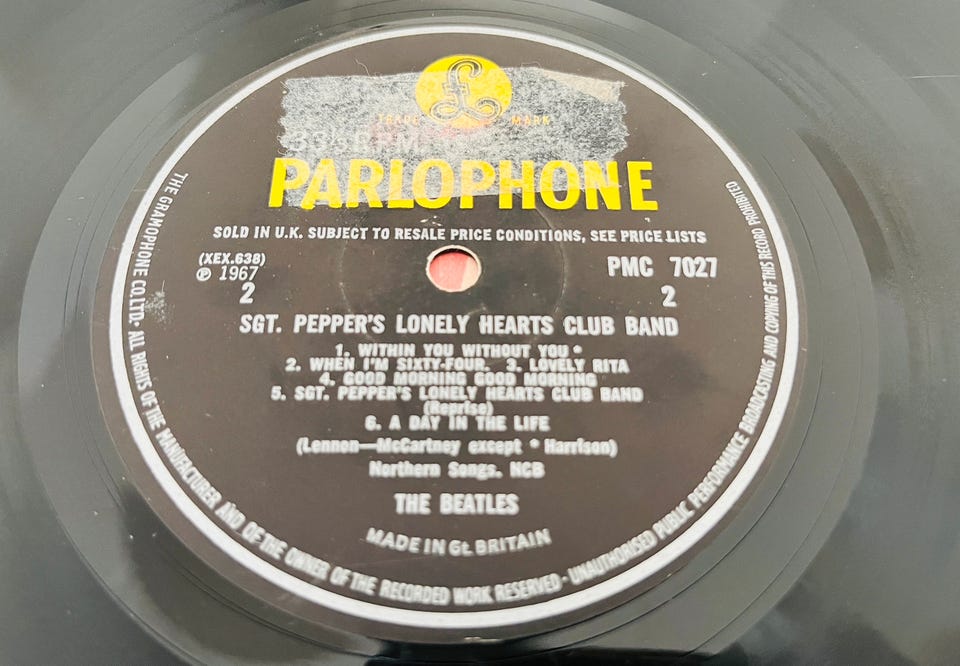 £
TRADE MARK
33⅓ RPM
PARLOPHONE
SOLD IN U.K. SUBJECT TO RESALE PRICE CONDITIONS, SEE PRICE LISTS
(XEX.638)
℗ 1967
2
PMC 7027
2
SGT. PEPPER'S LONELY HEARTS CLUB BAND
1. WITHIN YOU WITHOUT YOU *
2. WHEN I'M SIXTY-FOUR. 3. LOVELY RITA
4. GOOD MORNING GOOD MORNING
5. SGT. PEPPER'S LONELY HEARTS CLUB BAND
(Reprise)
6. A DAY IN THE LIFE
(Lennon—McCartney except * Harrison)
Northern Songs. NCB
THE BEATLES
MADE IN Gt. BRITAIN
THE GRAMOPHONE CO. LTD. ALL RIGHTS OF THE MANUFACTURER AND OF THE OWNER OF THE RECORDED WORK RESERVED - UNAUTHORISED PUBLIC PERFORMANCE BROADCASTING AND COPYING OF THIS RECORD PROHIBITED